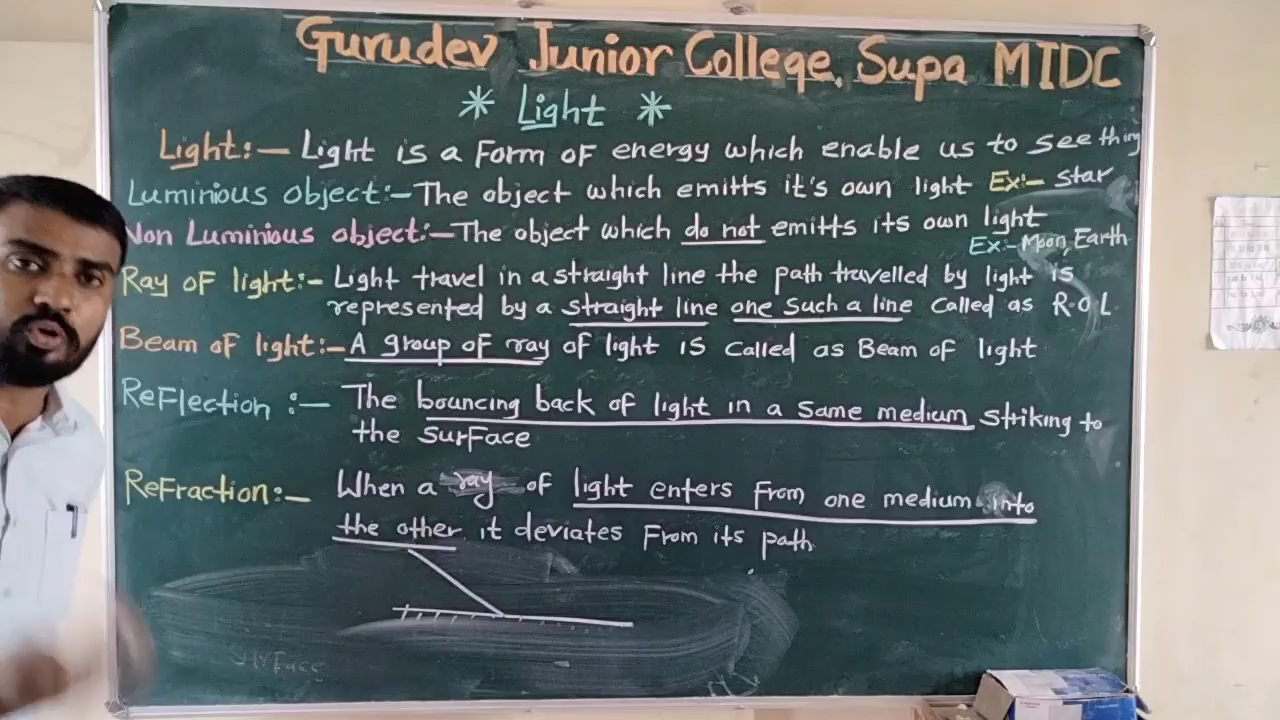 Gurudev Junior College, Supa MIDC
* Light *
Light:- Light is a form of energy which enable us to see thing
Luminious object:- The object which emitts it's own light Ex:- Star
Non Luminious object:- The object which do not emitts its own light
Ex:- Moon, Earth
Ray of light:- Light travel in a straight line the path travelled by light is
represented by a straight line one such a line called as R.O.L.
Beam of light:- A group of ray of light is called as Beam of light
Reflection :- The bouncing back of light in a same medium striking to
the surface
Refraction:- When a ray of light enters from one medium into
the other it deviates from its path
Surface